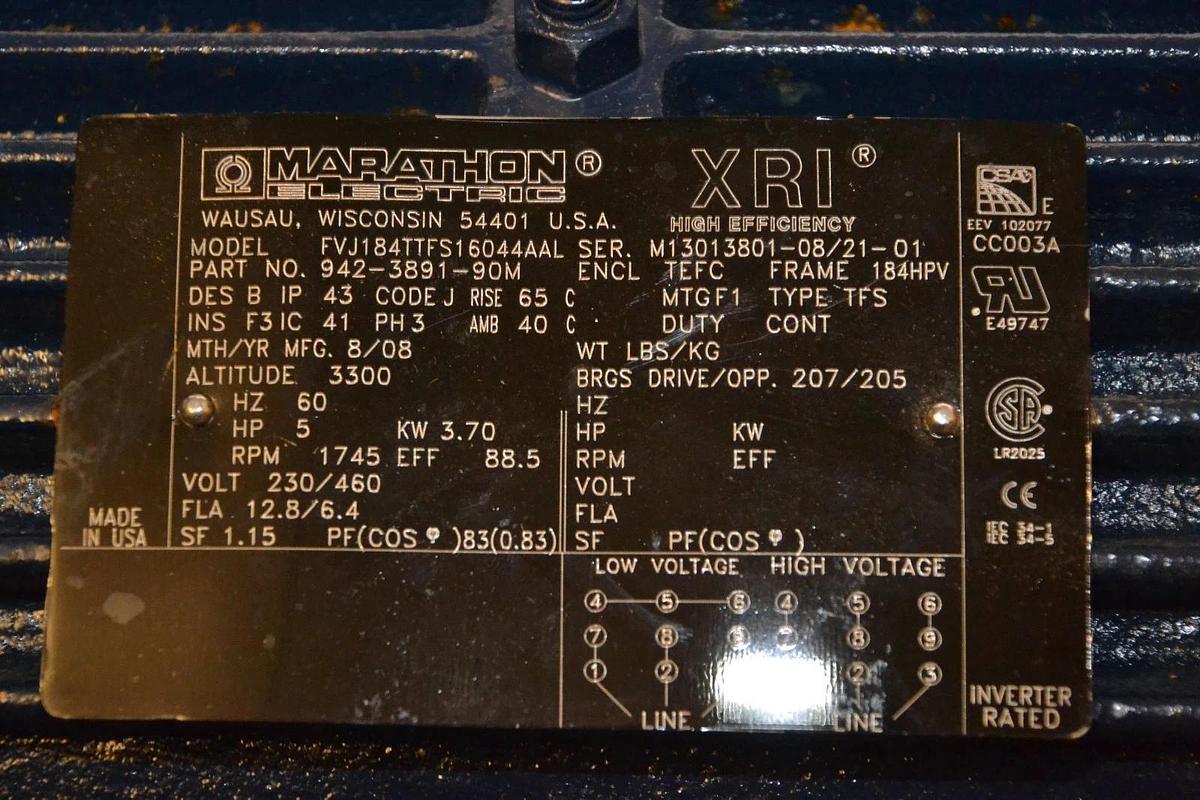 MARATHON ®
ELECTRIC
XRI ®
HIGH EFFICIENCY
WAUSAU, WISCONSIN 54401 U.S.A.
MODEL FVJ184TTFS16044AAL SER. M13013801-08/21-01
PART NO. 942-3891-90M ENCL TEFC FRAME 184HPV
DES B IP 43 CODE J RISE 65 C MTG F1 TYPE TFS
INS F3 IC 41 PH 3 AMB 40 C DUTY CONT
MTH/YR MFG. 8/08 WT LBS/KG
ALTITUDE 3300 BRGS DRIVE/OPP. 207/205
HZ 60 HZ
HP 5 KW 3.70 HP KW
RPM 1745 EFF 88.5 RPM EFF
VOLT 230/460 VOLT
FLA 12.8/6.4 FLA
SF 1.15 PF(COS φ)83(0.83) SF PF(COS φ)
MADE
IN USA
LOW VOLTAGE HIGH VOLTAGE
4 5 6 4 5 6
7 8 9 8 9
1 2 2 3
LINE LINE
CSA E
EEV 102077
CC003A
RU
E49747
SA
LR2025
CE
IEC 34-1
IEC 34-5
INVERTER
RATED